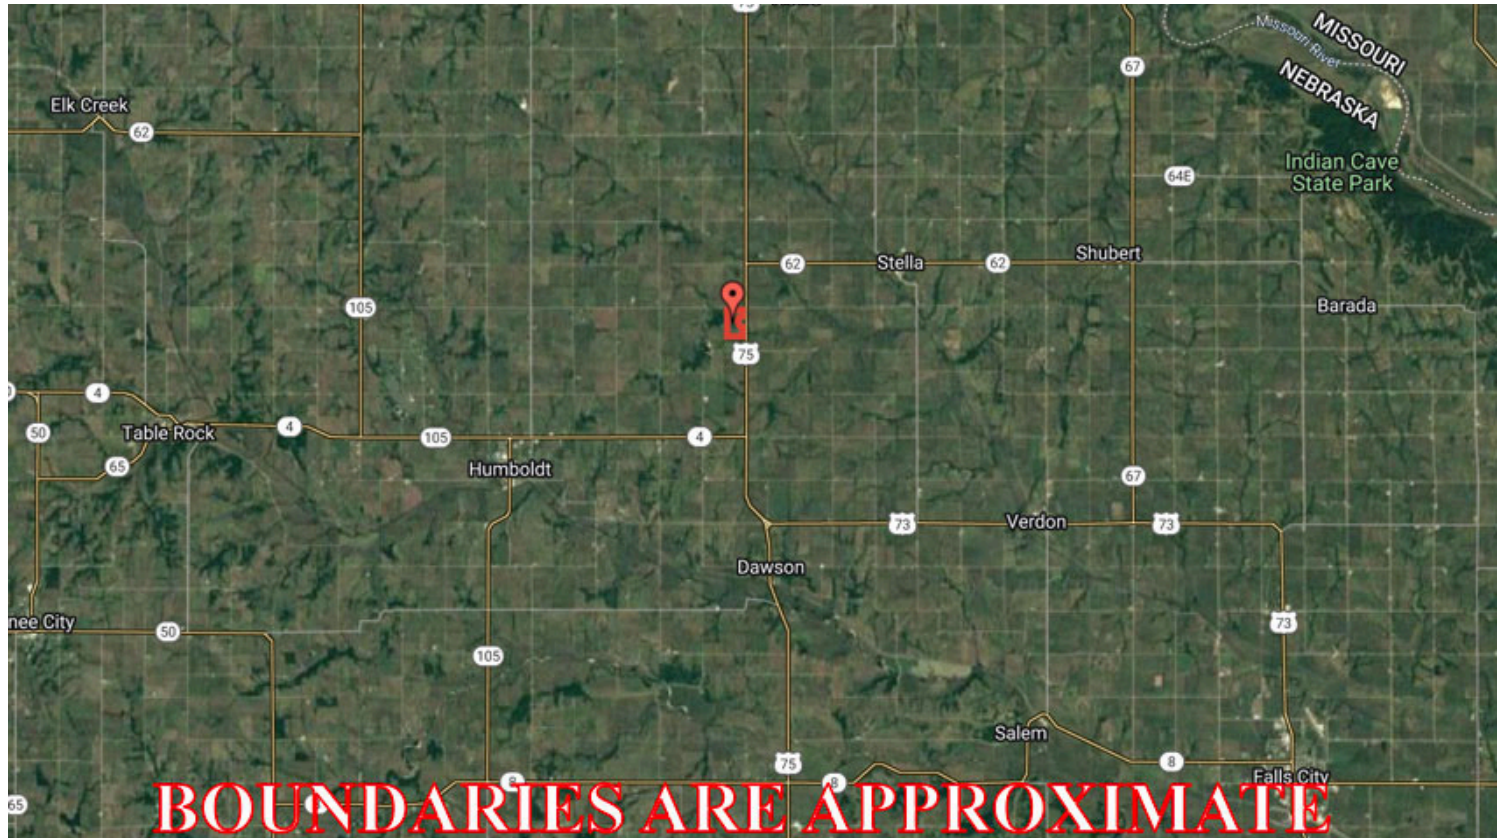 75
MISSOURI
Missouri River
NEBRASKA
67
Elk Creek
62
Indian Cave
State Park
64E
62
Stella
62
Shubert
105
Barada
75
4
50
Table Rock
4
105
4
65
Humboldt
67
73
Verdon
73
Dawson
nee City
50
73
105
Salem
75
8
8
8
Falls City
65
BOUNDARIES ARE APPROXIMATE